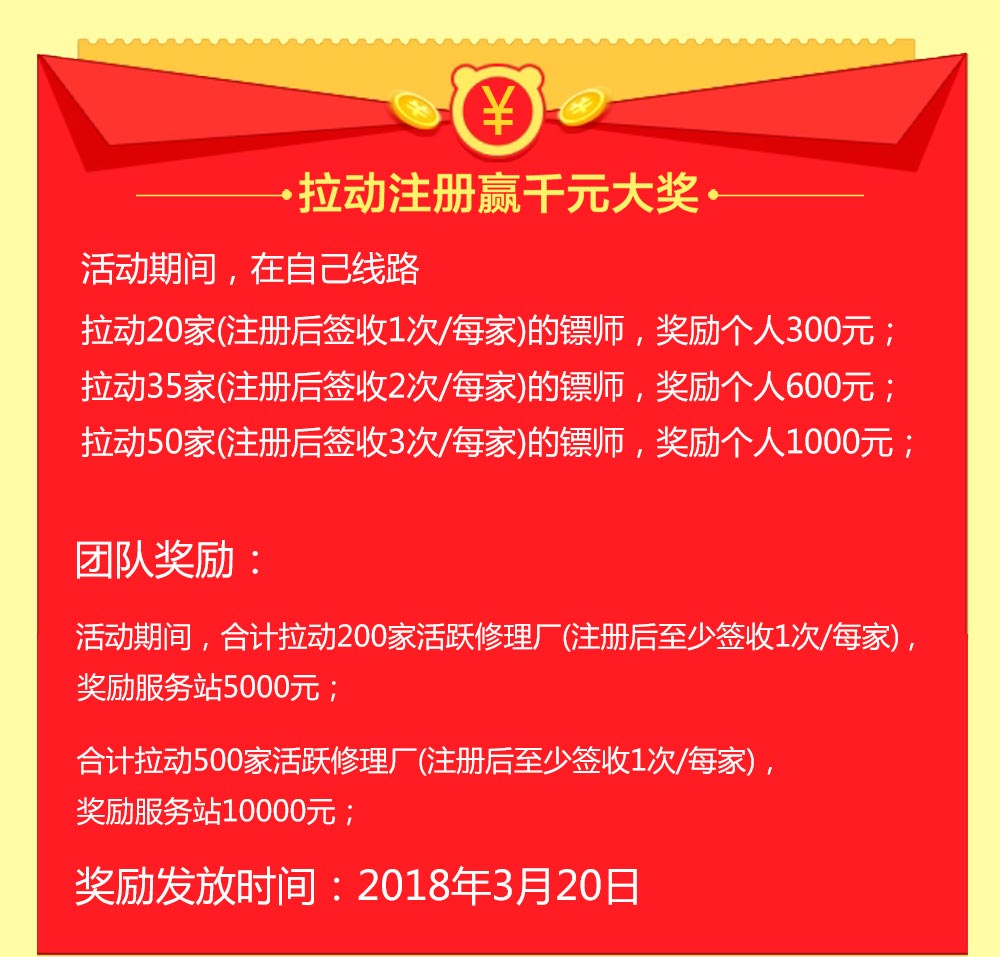 ¥
拉动注册赢千元大奖
活动期间，在自己线路
拉动20家(注册后签收1次/每家)的镖师，奖励个人300元；
拉动35家(注册后签收2次/每家)的镖师，奖励个人600元；
拉动50家(注册后签收3次/每家)的镖师，奖励个人1000元；
团队奖励：
活动期间，合计拉动200家活跃修理厂(注册后至少签收1次/每家)，
奖励服务站5000元；
合计拉动500家活跃修理厂(注册后至少签收1次/每家)，
奖励服务站10000元；
奖励发放时间：2018年3月20日